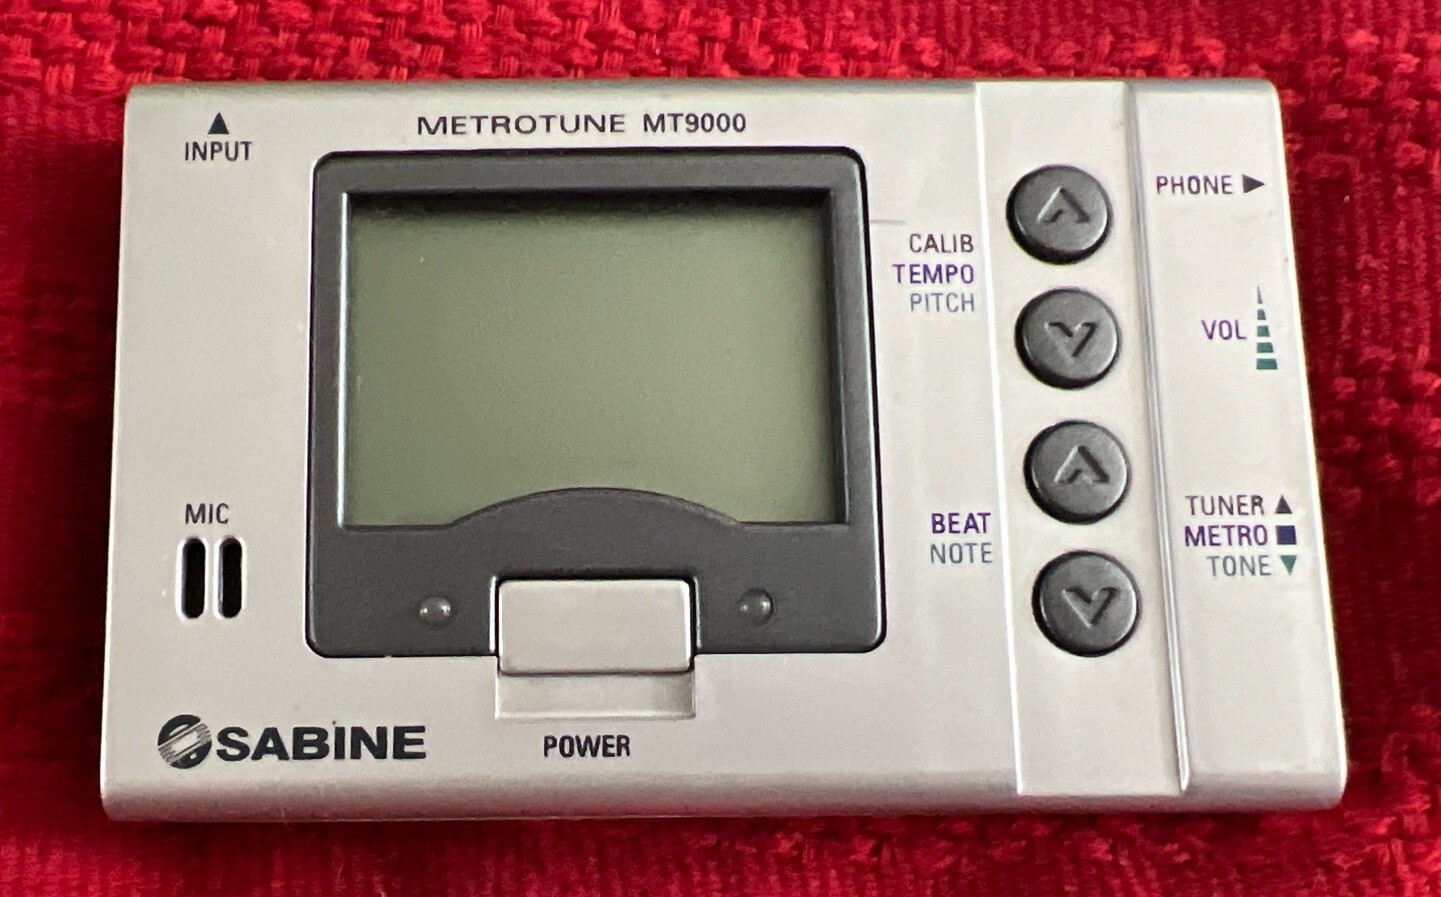 METROTUNE MT9000
INPUT
PHONE
CALIB
TEMPO
PITCH
VOL
MIC
BEAT
NOTE
TUNER
METRO
TONE
SABINE
POWER